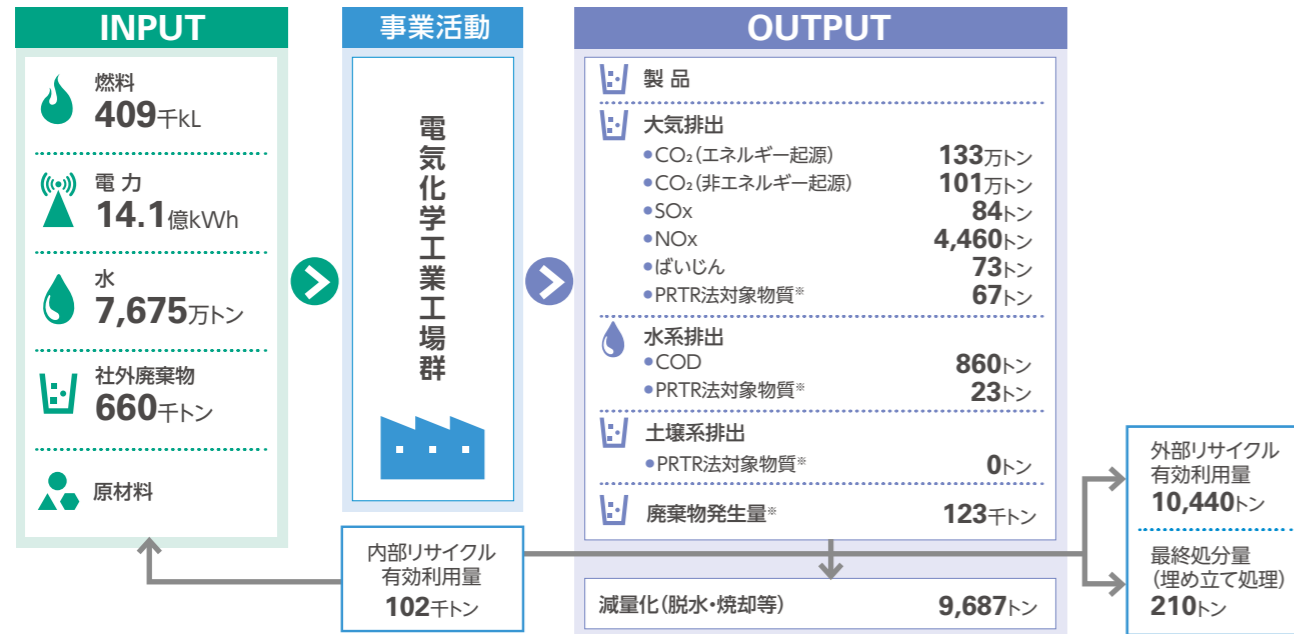 INPUT
燃料
409千kL
電力
14.1億kWh
水
7,675万トン
社外廃棄物
660千トン
原材料
事業活動
電気化学工業工場群
OUTPUT
製品
大気排出
•CO₂(エネルギー起源) 133万トン
•CO₂(非エネルギー起源) 101万トン
•SOx 84トン
•NOx 4,460トン
•ばいじん 73トン
•PRTR法対象物質※ 67トン
水系排出
•COD 860トン
•PRTR法対象物質※ 23トン
土壌系排出
•PRTR法対象物質※ 0トン
廃棄物発生量※ 123千トン
内部リサイクル
有効利用量
102千トン
減量化(脱水・焼却等) 9,687トン
外部リサイクル
有効利用量
10,440トン
最終処分量
(埋め立て処理)
210トン